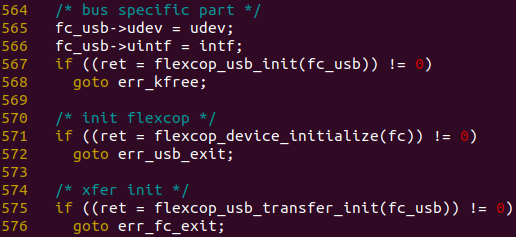 564 /* bus specific part */
565 fc_usb->udev = udev;
566 fc_usb->uintf = intf;
567 if ((ret = flexcop_usb_init(fc_usb)) != 0)
568 goto err_kfree;
569
570 /* init flexcop */
571 if ((ret = flexcop_device_initialize(fc)) != 0)
572 goto err_usb_exit;
573
574 /* xfer init */
575 if ((ret = flexcop_usb_transfer_init(fc_usb)) != 0)
576 goto err_fc_exit;